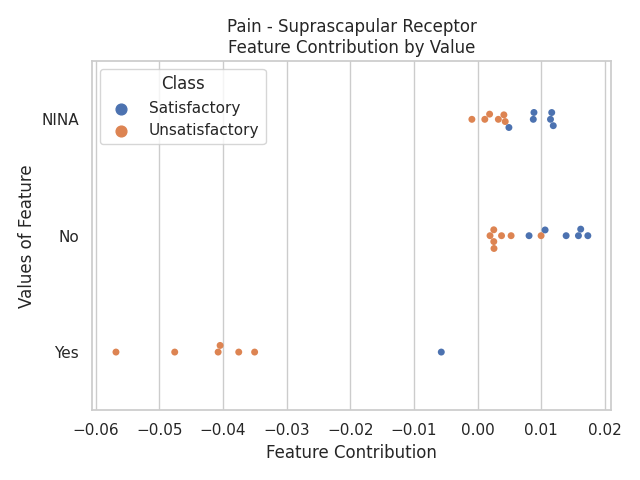 Pain - Suprascapular Receptor
Feature Contribution by Value
Class
Satisfactory
Unsatisfactory
NINA
No
Yes
Values of Feature
−0.06 −0.05 −0.04 −0.03 −0.02 −0.01 0.00 0.01 0.02
Feature Contribution